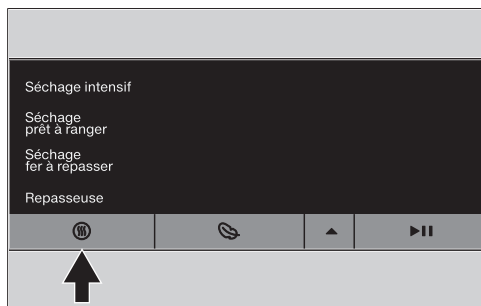 Séchage intensif
Séchage
prêt à ranger
Séchage
fer à repasser
Repasseuse